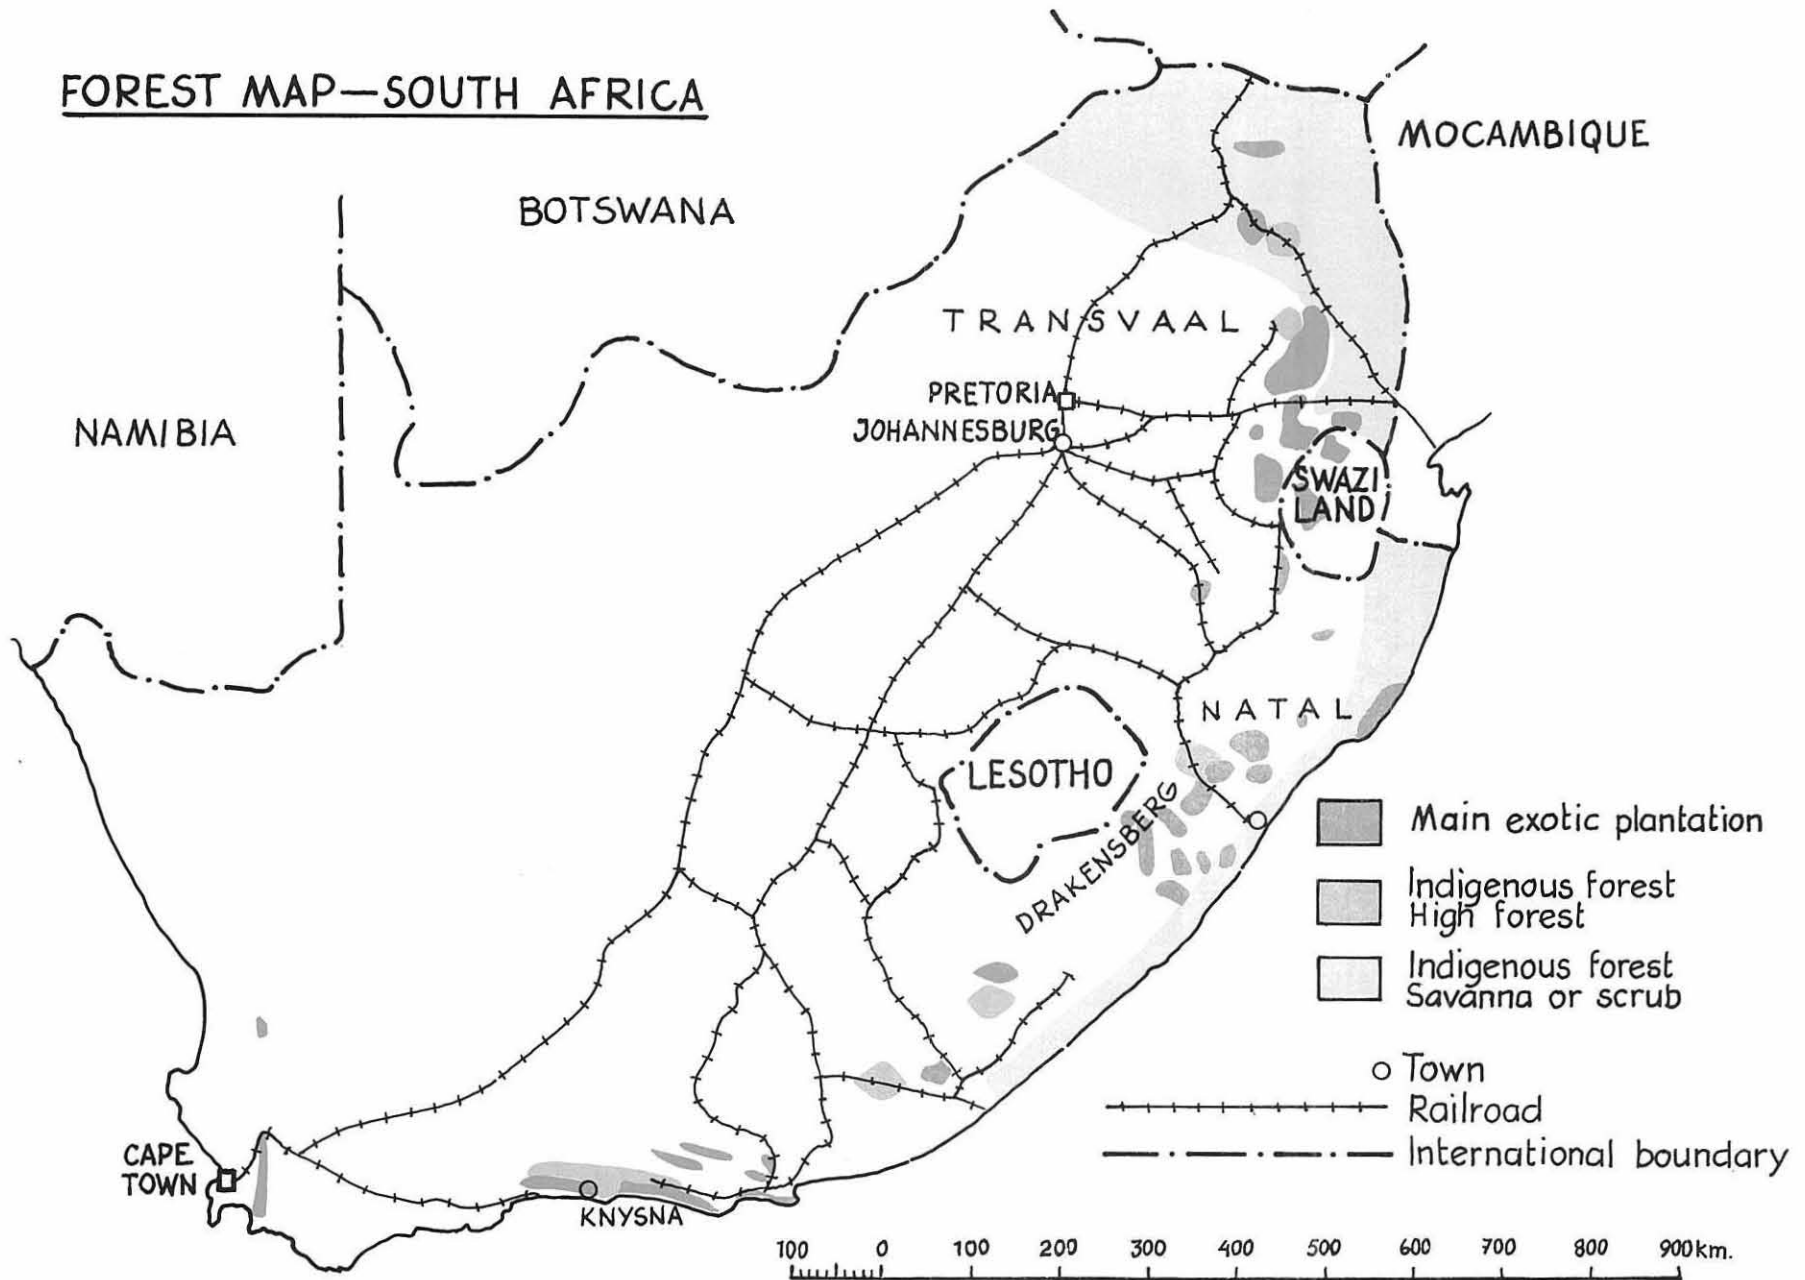 FOREST MAP—SOUTH AFRICA
MOCAMBIQUE
BOTSWANA
NAMIBIA
TRANSVAAL
PRETORIA
JOHANNESBURG
SWAZI
LAND
NATAL
LESOTHO
DRAKENSBERG
Main exotic plantation
Indigenous forest
High forest
Indigenous forest
Savanna or scrub
Town
Railroad
International boundary
CAPE
TOWN
KNYSNA
100 0 100 200 300 400 500 600 700 800 900km.